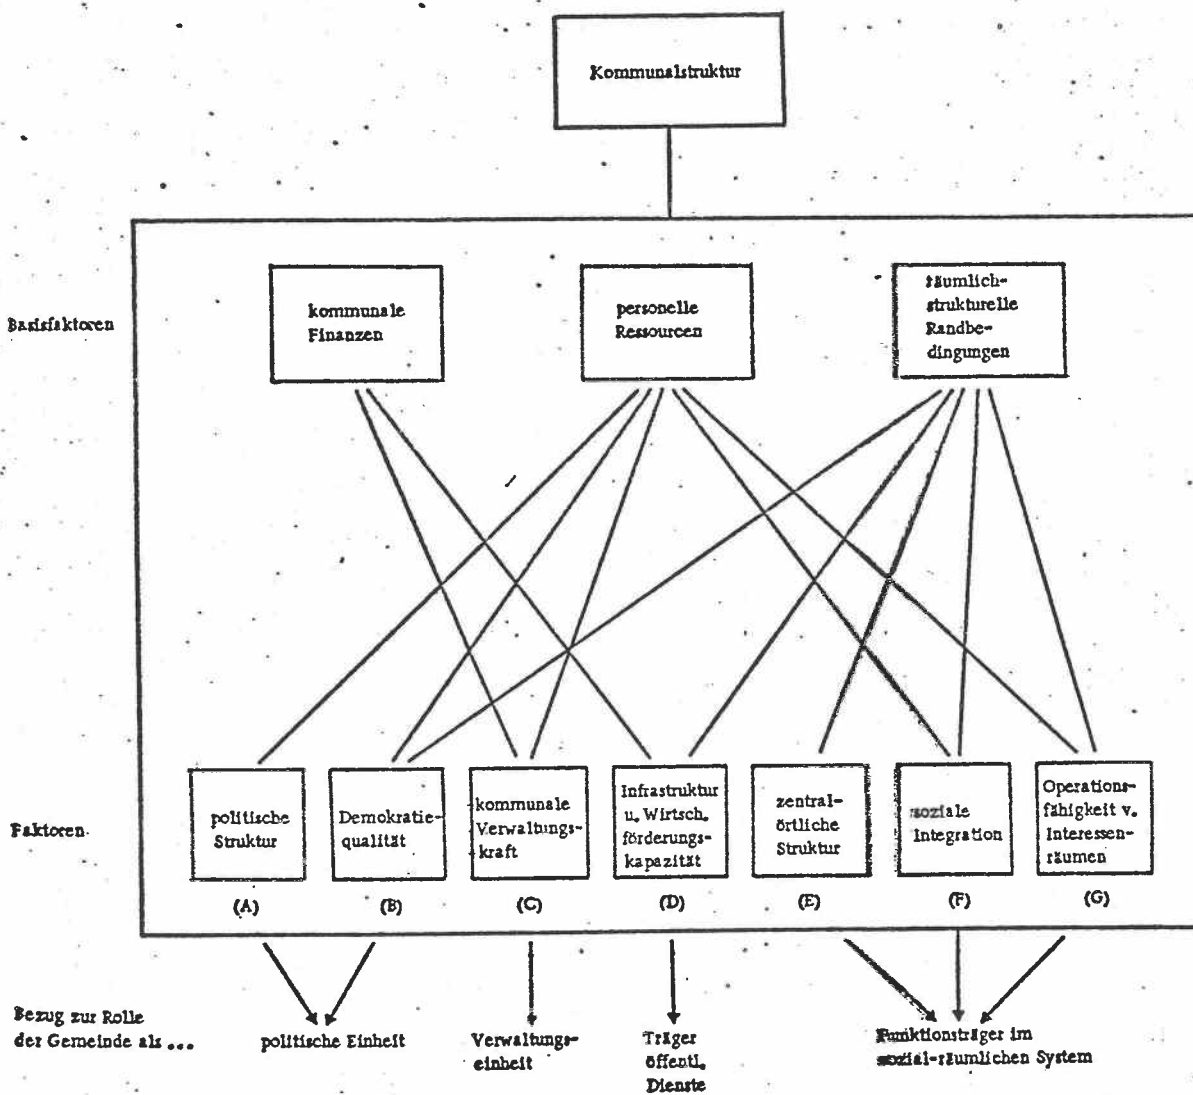 Kommunalstruktur
Basisfaktoren
kommunale
Finanzen
personelle
Ressourcen
räumlich-
strukturelle
Randbe-
dingungen
Faktoren
politische
Struktur
(A)
Demokratie-
qualität
(B)
kommunale
Verwaltungs-
kraft
(C)
Infrastruktur
u. Wirtsch.
förderungs-
kapazität
(D)
zentral-
örtliche
Struktur
(E)
soziale
Integration
(F)
Operations-
fähigkeit v.
Interessen-
räumen
(G)
Bezug zur Rolle
der Gemeinde als ...
politische Einheit
Verwaltungs-
einheit
Träger
öffentl.
Dienste
Funktionsträger im
sozial-räumlichen System